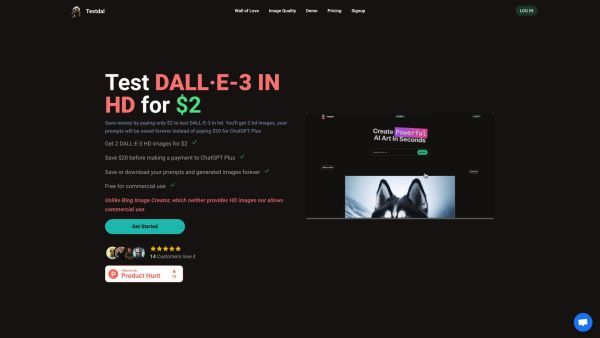 Testdal
Wall of Love
Image Quality
Demo
Pricing
Signup
LOG IN
Test DALL·E-3 IN
HD for $2
Save money by paying only $2 to test DALL-E-3 in hd. You'll get 2 hd images, your
prompts will be saved forever instead of paying $20 for ChatGPT Plus
Get 2 DALL-E-3 HD images for $2
Save $20 before making a payment to ChatGPT Plus
Save or download your prompts and generated images forever
Free for commercial use
Unlike Bing Image Creator, which neither provides HD images nor allows
commercial use
Get Started
14 Customers love it
Product Hunt
Create Powerful
AI Art In Seconds